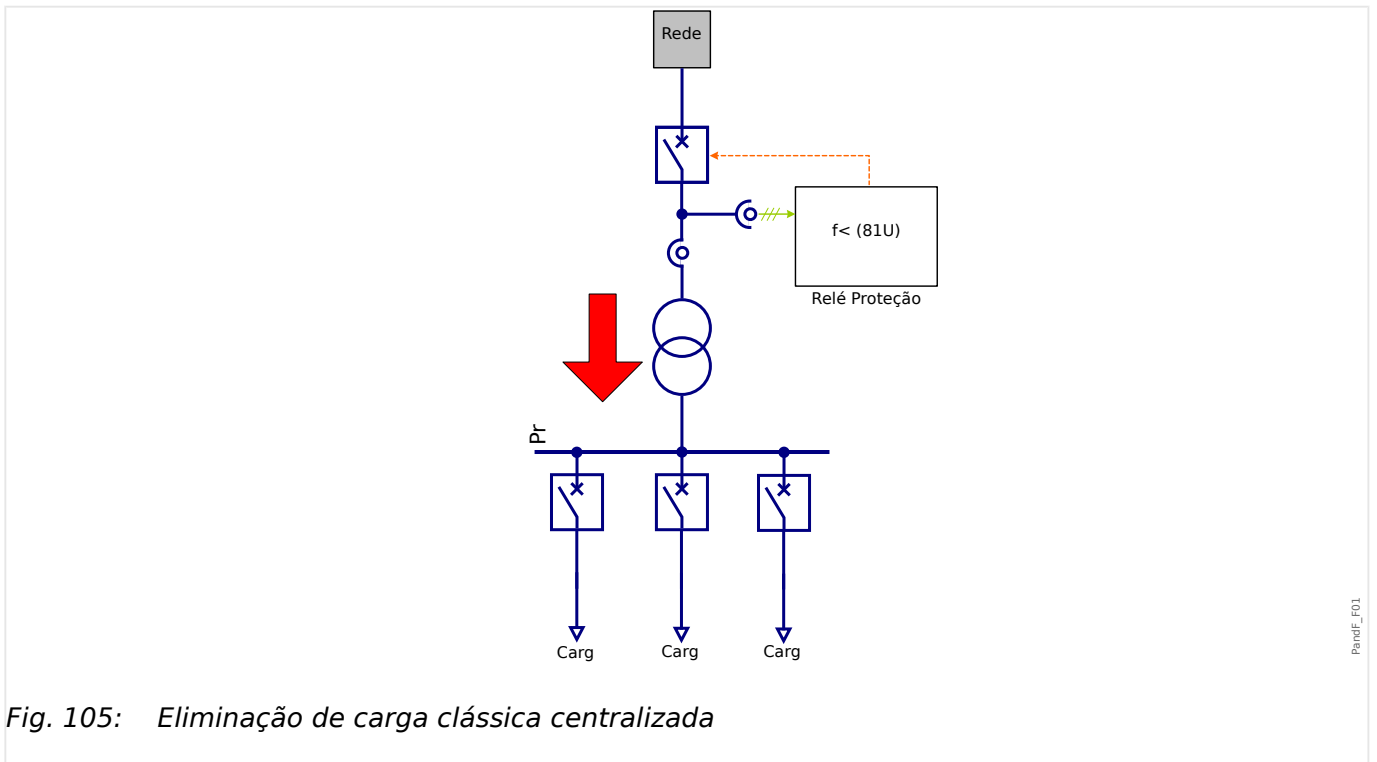 Rede
f< (81U)
Relé Proteção
Pr
Carg
Carg
Carg
PandF_F01
Fig. 105: Eliminação de carga clássica centralizada